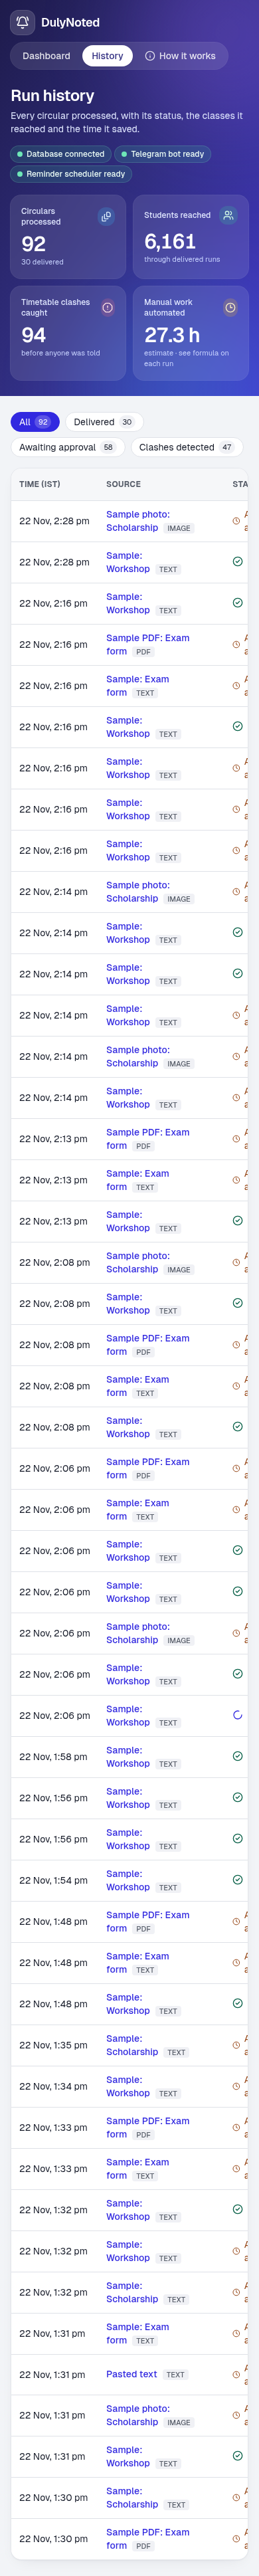 DulyNoted
Dashboard History How it works
Run history
Every circular processed, with its status, the classes it
reached and the time it saved.
Database connected Telegram bot ready
Reminder scheduler ready
Circulars
processed
92
30 delivered
Students reached
6,161
through delivered runs
Timetable clashes
caught
94
before anyone was told
Manual work
automated
27.3 h
estimate · see formula on
each run
All 92 Delivered 30
Awaiting approval 58 Clashes detected 47
TIME (IST) SOURCE STA
22 Nov, 2:28 pm Sample photo:
Scholarship IMAGE
22 Nov, 2:28 pm Sample:
Workshop TEXT
22 Nov, 2:16 pm Sample:
Workshop TEXT
22 Nov, 2:16 pm Sample PDF: Exam
form PDF
22 Nov, 2:16 pm Sample: Exam
form TEXT
22 Nov, 2:16 pm Sample:
Workshop TEXT
22 Nov, 2:16 pm Sample:
Workshop TEXT
22 Nov, 2:16 pm Sample:
Workshop TEXT
22 Nov, 2:16 pm Sample:
Workshop TEXT
22 Nov, 2:14 pm Sample photo:
Scholarship IMAGE
22 Nov, 2:14 pm Sample:
Workshop TEXT
22 Nov, 2:14 pm Sample:
Workshop TEXT
22 Nov, 2:14 pm Sample:
Workshop TEXT
22 Nov, 2:14 pm Sample photo:
Scholarship IMAGE
22 Nov, 2:14 pm Sample:
Workshop TEXT
22 Nov, 2:13 pm Sample PDF: Exam
form PDF
22 Nov, 2:13 pm Sample: Exam
form TEXT
22 Nov, 2:13 pm Sample:
Workshop TEXT
22 Nov, 2:08 pm Sample photo:
Scholarship IMAGE
22 Nov, 2:08 pm Sample:
Workshop TEXT
22 Nov, 2:08 pm Sample PDF: Exam
form PDF
22 Nov, 2:08 pm Sample: Exam
form TEXT
22 Nov, 2:08 pm Sample:
Workshop TEXT
22 Nov, 2:06 pm Sample PDF: Exam
form PDF
22 Nov, 2:06 pm Sample: Exam
form TEXT
22 Nov, 2:06 pm Sample:
Workshop TEXT
22 Nov, 2:06 pm Sample:
Workshop TEXT
22 Nov, 2:06 pm Sample photo:
Scholarship IMAGE
22 Nov, 2:06 pm Sample:
Workshop TEXT
22 Nov, 2:06 pm Sample:
Workshop TEXT
22 Nov, 1:58 pm Sample:
Workshop TEXT
22 Nov, 1:56 pm Sample:
Workshop TEXT
22 Nov, 1:56 pm Sample:
Workshop TEXT
22 Nov, 1:54 pm Sample:
Workshop TEXT
22 Nov, 1:48 pm Sample PDF: Exam
form PDF
22 Nov, 1:48 pm Sample: Exam
form TEXT
22 Nov, 1:48 pm Sample:
Workshop TEXT
22 Nov, 1:35 pm Sample:
Scholarship TEXT
22 Nov, 1:34 pm Sample:
Workshop TEXT
22 Nov, 1:33 pm Sample PDF: Exam
form PDF
22 Nov, 1:33 pm Sample: Exam
form TEXT
22 Nov, 1:32 pm Sample:
Workshop TEXT
22 Nov, 1:32 pm Sample:
Workshop TEXT
22 Nov, 1:32 pm Sample:
Scholarship TEXT
22 Nov, 1:31 pm Sample: Exam
form TEXT
22 Nov, 1:31 pm Pasted text TEXT
22 Nov, 1:31 pm Sample photo:
Scholarship IMAGE
22 Nov, 1:31 pm Sample:
Workshop TEXT
22 Nov, 1:30 pm Sample:
Scholarship TEXT
22 Nov, 1:30 pm Sample PDF: Exam
form PDF